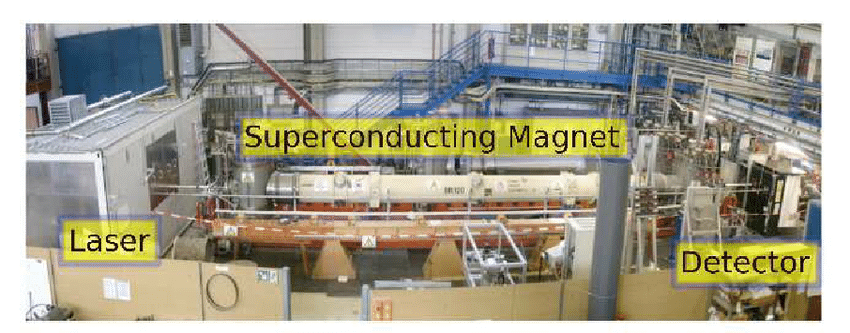 Superconducting Magnet
Laser
Detector